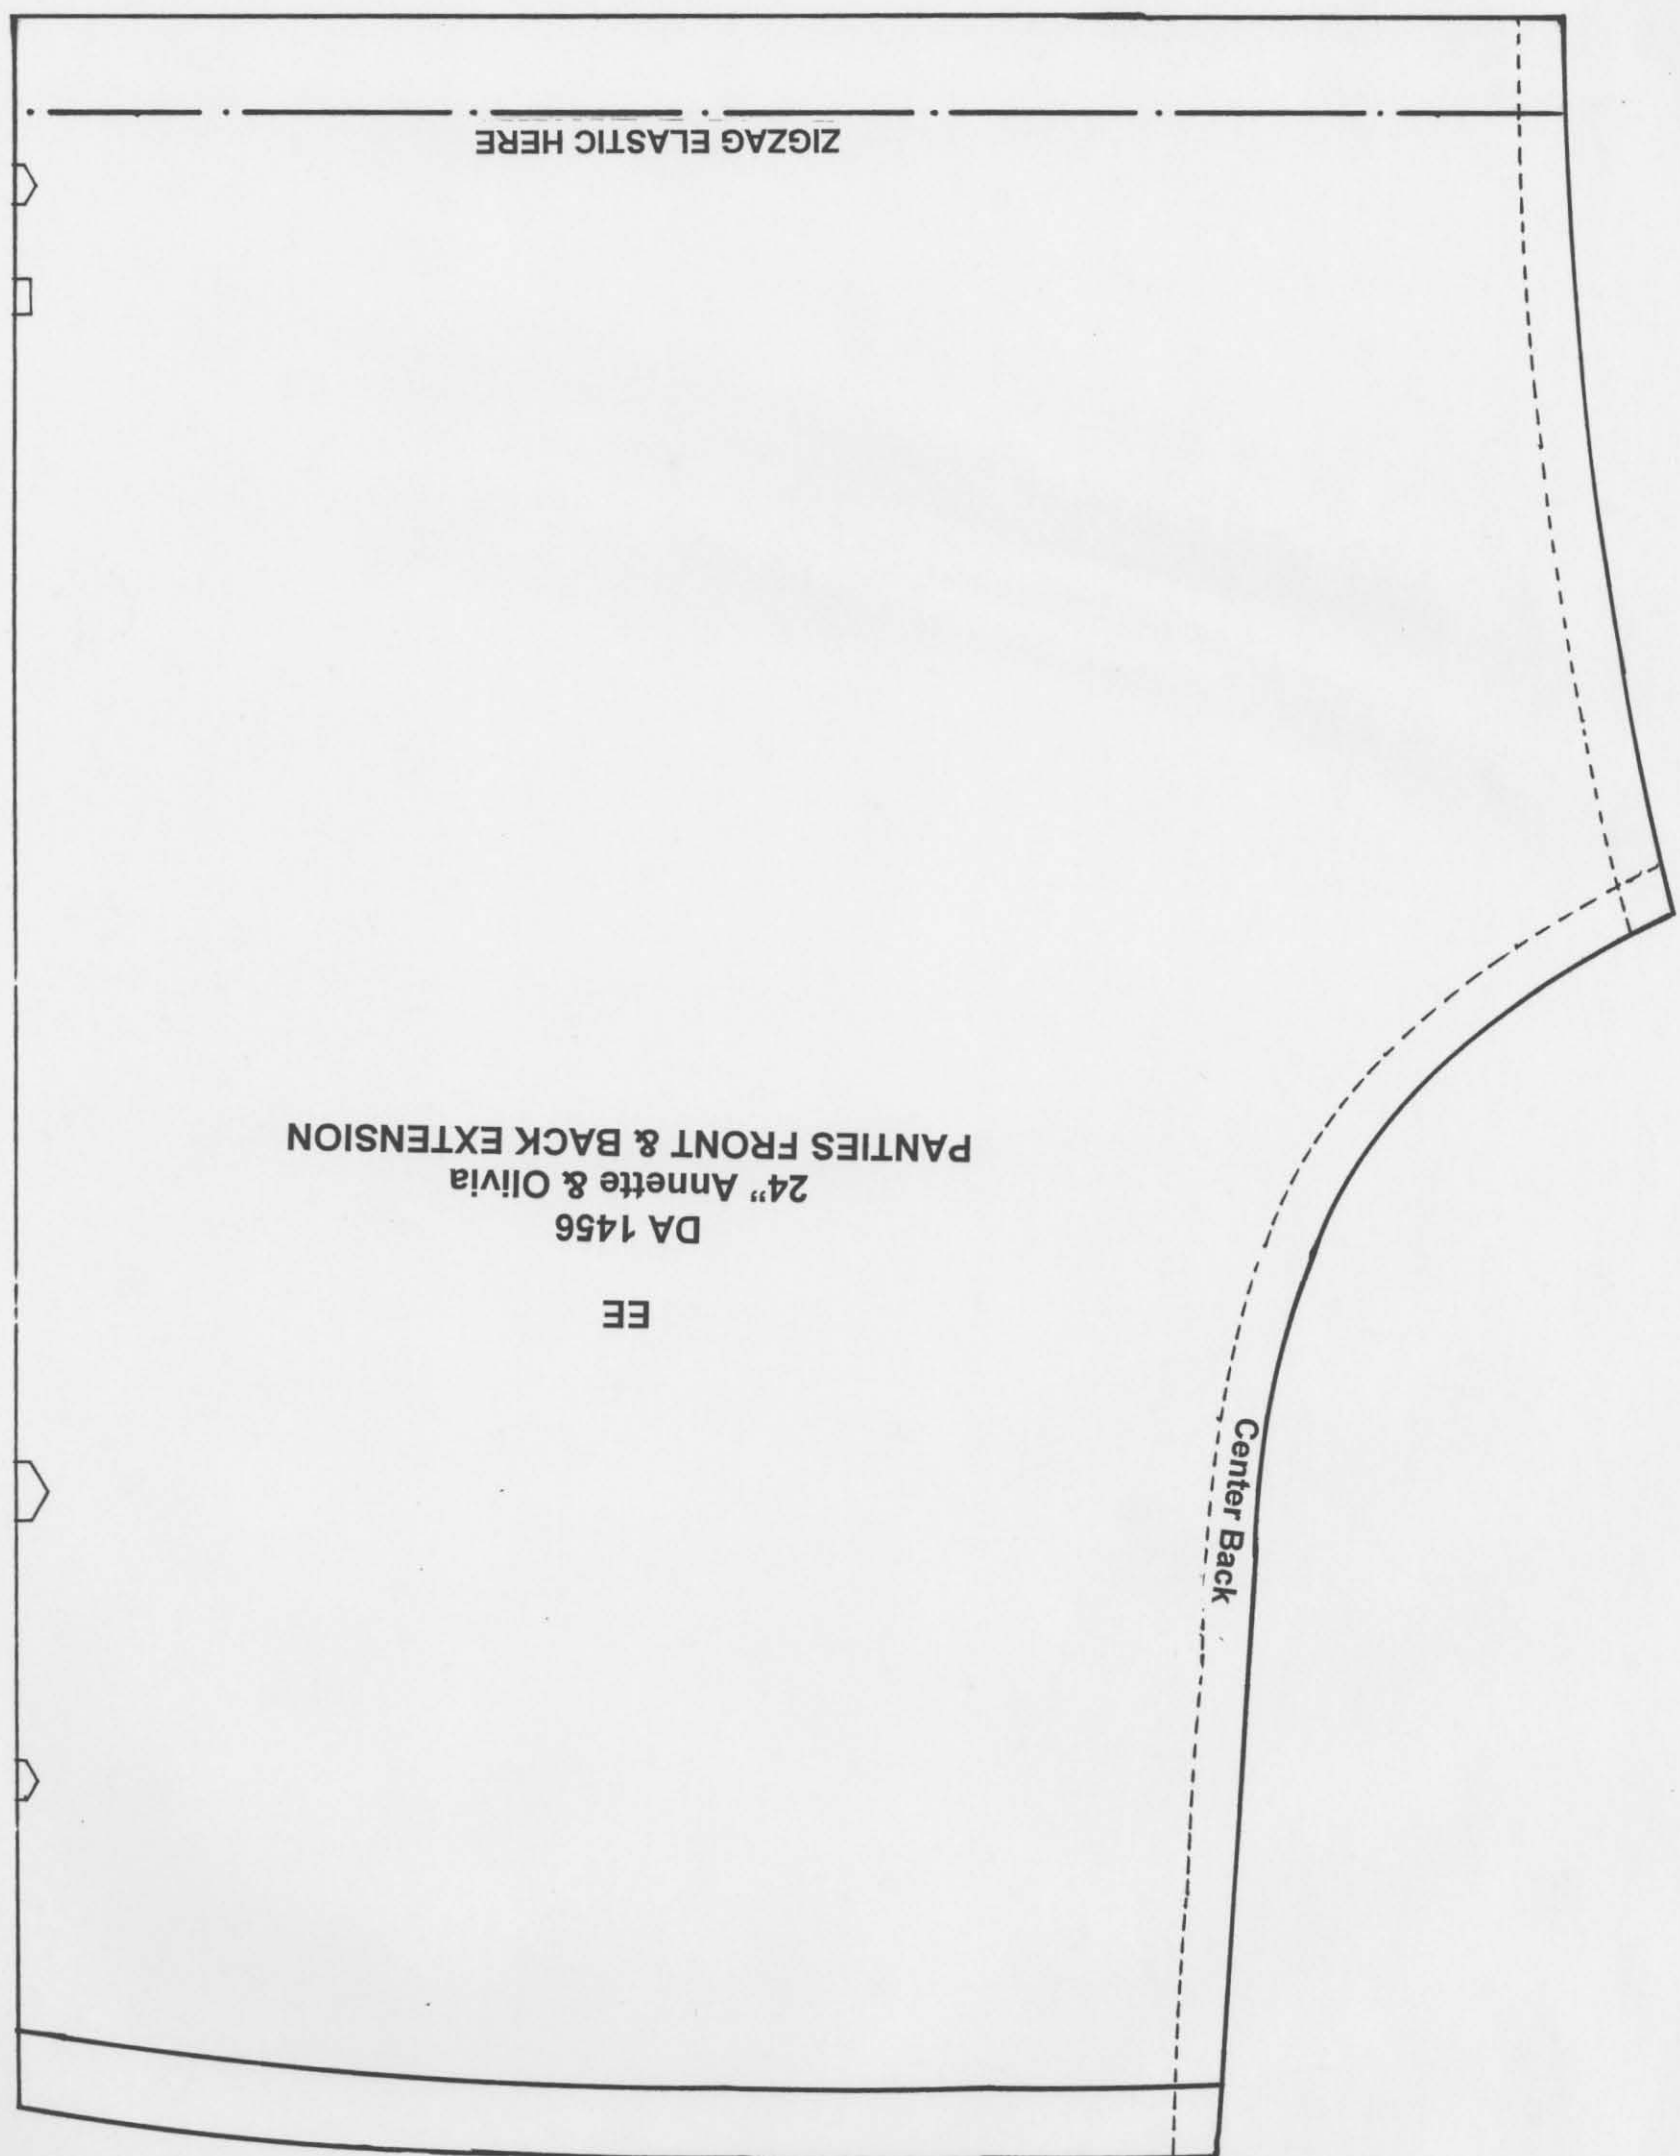 EE
DA 1456
24" Annette & Olivia
PANTIES FRONT & BACK EXTENSION
ZIGZAG ELASTIC HERE
Center Back